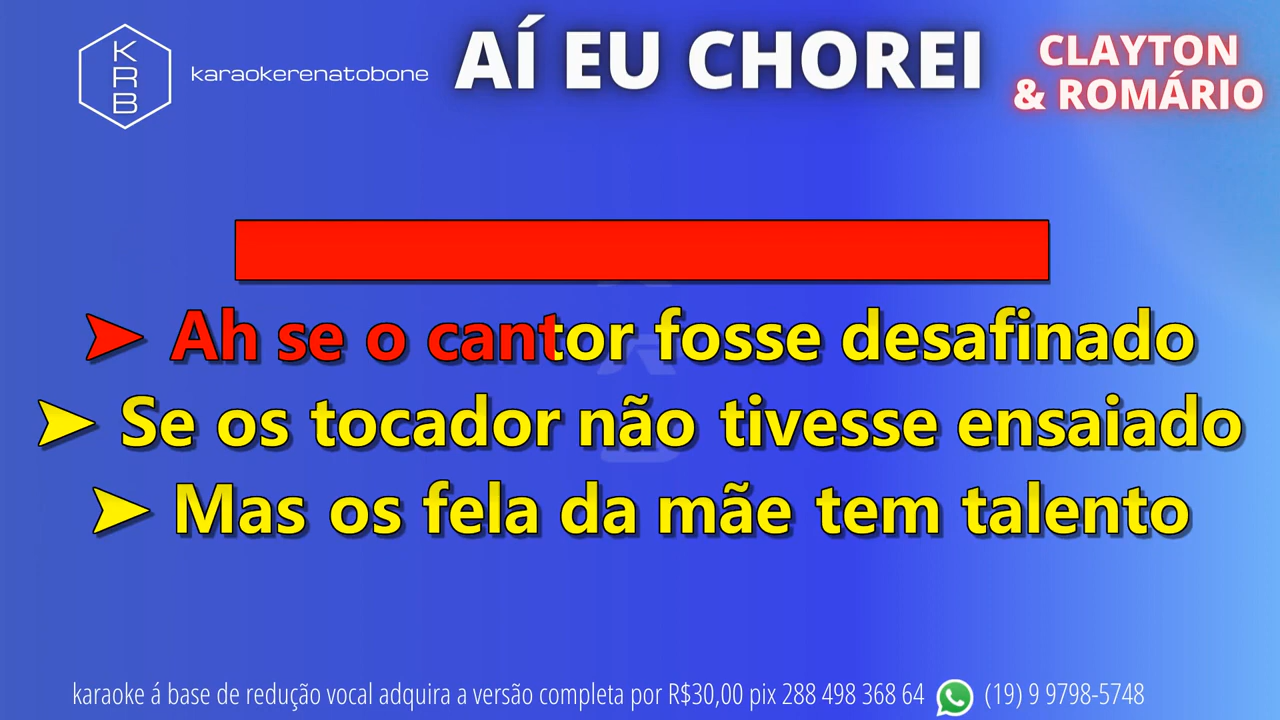 KRB
karaokerenatobone
AÍ EU CHOREI
CLAYTON
& ROMÁRIO
➤ Ah se o cantor fosse desafinado
➤ Se os tocador não tivesse ensaiado
➤ Mas os fela da mãe tem talento
karaoke á base de redução vocal adquira a versão completa por R$30,00 pix 288 498 368 64 (19) 9 9798-5748